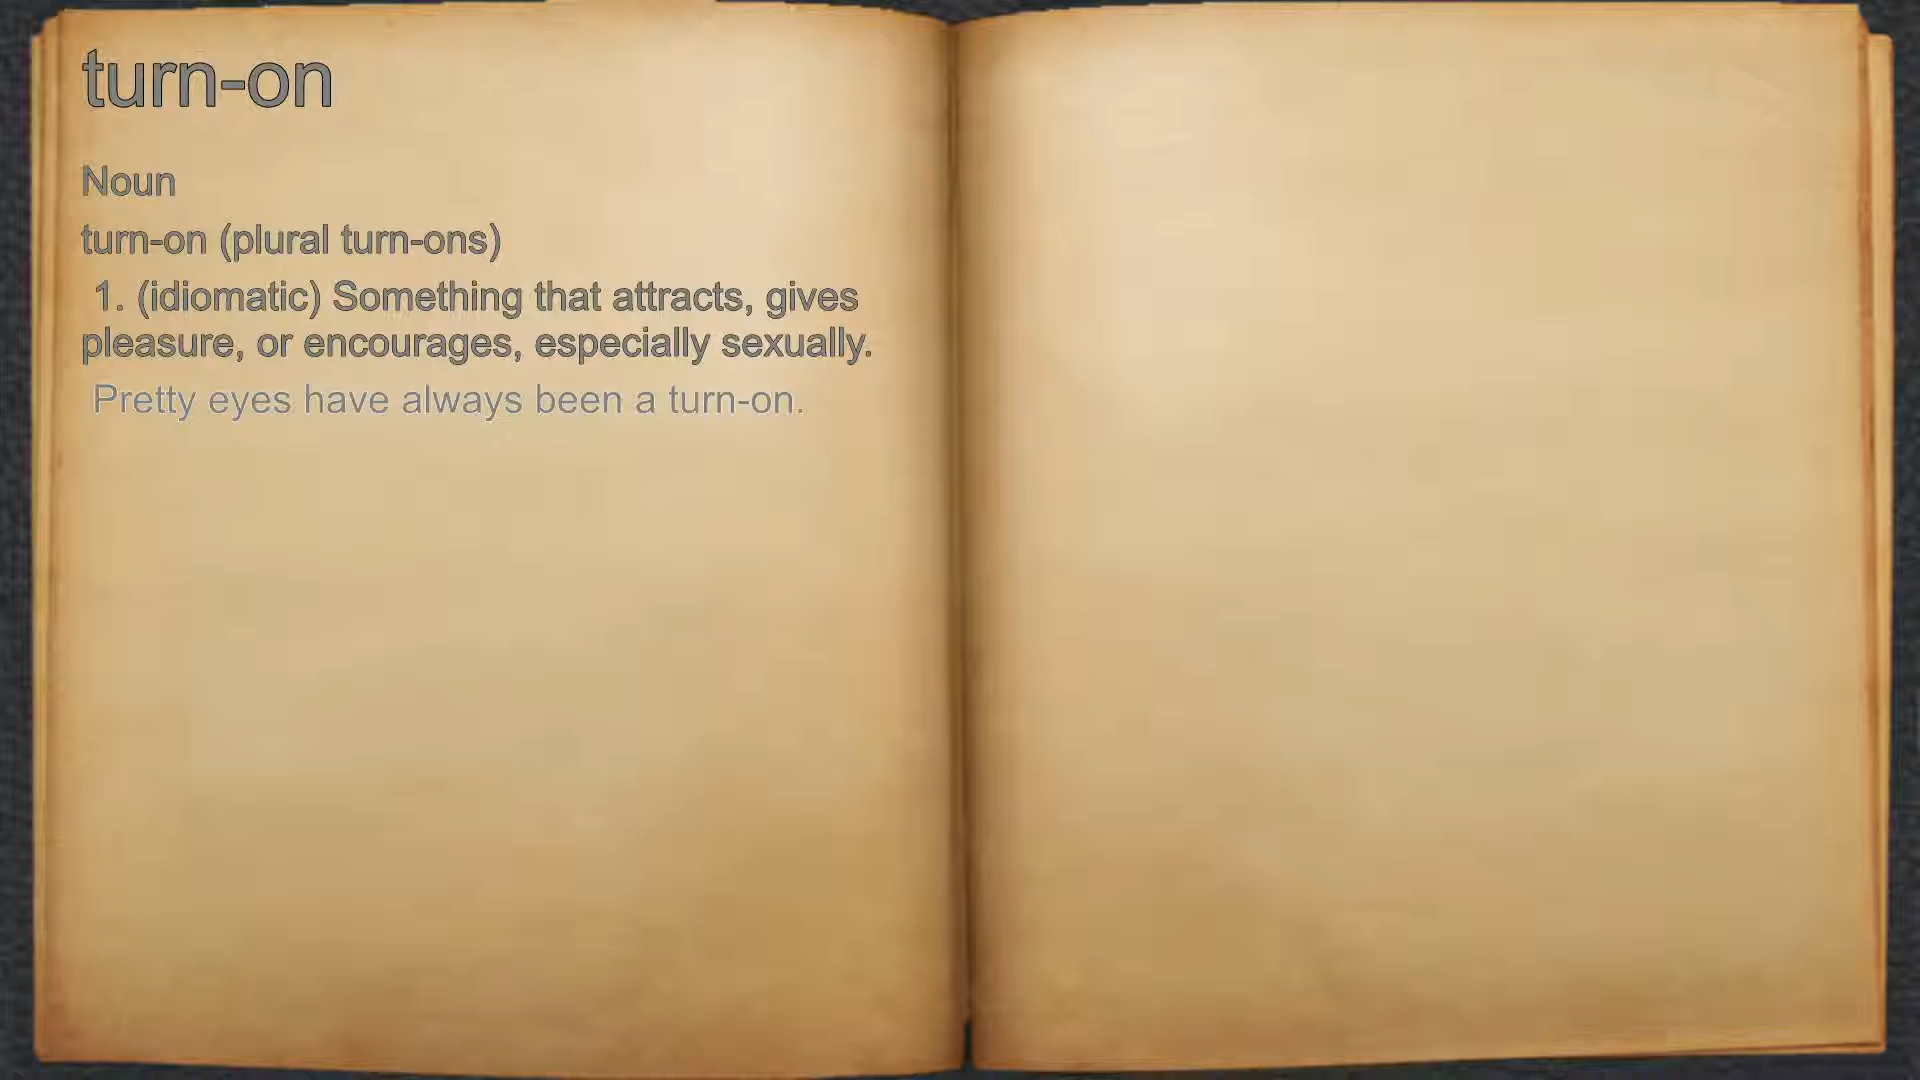 turn-on
Noun
turn-on (plural turn-ons)
1. (idiomatic) Something that attracts, gives
pleasure, or encourages, especially sexually.
Pretty eyes have always been a turn-on.